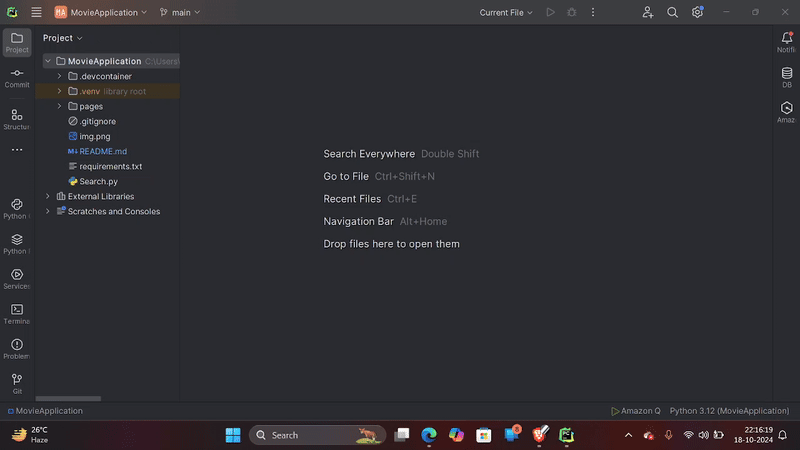 MA MovieApplication main Current File
Project
MovieApplication C:\Users\
.devcontainer
.venv library root
pages
.gitignore
img.png
README.md
requirements.txt
Search.py
External Libraries
Scratches and Consoles
Project
Commit
Structu
Python
Python
Services
Termina
Problem
Git
Search Everywhere Double Shift
Go to File Ctrl+Shift+N
Recent Files Ctrl+E
Navigation Bar Alt+Home
Drop files here to open them
Notifi
DB
Amaz
MovieApplication Amazon Q Python 3.12 (MovieApplication)
26°C
Haze
Search
22:16:19
18-10-2024